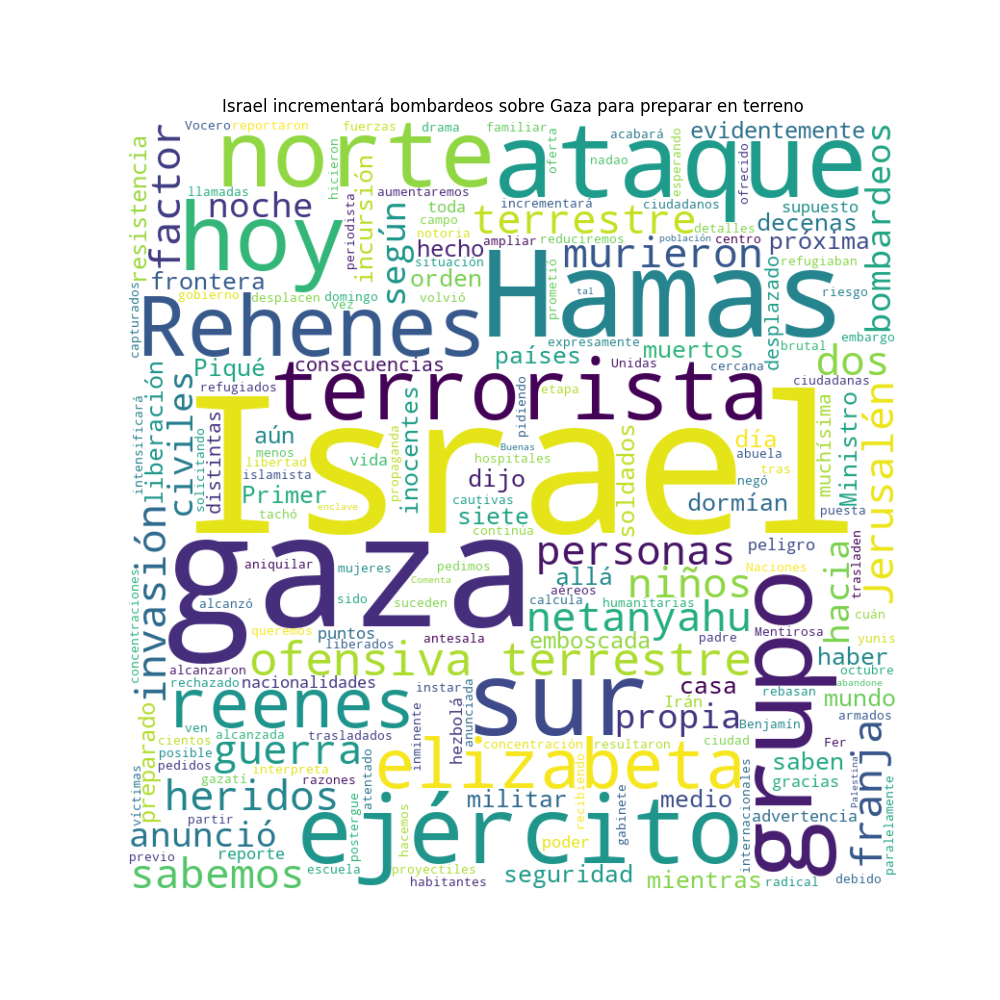 Israel incrementará bombardeos sobre Gaza para preparar en terreno
Vocero
reportaron
fuerzas
drama
familiar
acabará
evidentemente
norte
ataque
factor
resistencia
hicieron
oferta
nadao
esperando
ofrecido
bombardeos
llamadas
noche
hoy
periodista
incursión
aumentaremos
toda
campo
notoria
según
incrementará
terrestre
ciudadanos
detalles
supuesto
decenas
próxima
hecho
ampliar
reduciremos
murieron
población
centro
refugiaban
frontera
situación
orden
volvió
prometió
tal
desplazado
riesgo
capturados
gobierno
desplacen
domingo
vez
Hamas
Rehenes
expresamente
brutal
embargo
consecuencias
países
muertos
Unidas
cercana
Piqué
refugiados
terrorista
etapa
ciudadanas
dos
intensificará
liberación
civiles
solicitando
distintas
aún
menos
libertad
islamista
Primer
tachó
enclave
vida
propaganda
inocentes
pidiendo
Buenas
hospitales
dijo
cautivas
siete
continúa
soldados
día
abuela
tras
negó
dormían
muchísima
Ministro
puesta
Jerusalén
Israel
gaza
invasión
aniquilar
mujeres
pedimos
Comenta
personas
peligro
allá
aéreos
niños
Naciones
trasladen
hacia
concentraciones
alcanzó
sido
suceden
calcula
humanitarias
netanyahu
cuán
queremos
puntos
liberados
antesala
emboscada
padre
Mentirosa
yunis
alcanzaron
ofensiva terrestre
grupo
haber
octubre
rechazado
nacionalidades
instar
anunciada
casa
rebasan
abandone
mundo
reenes
sur
Irán
propia
Benjamín
armados
preparado
ven
alcanzada
trasladados
inminente
hezbolá
concentración
resultaron
ciudad
Fer
cientos
posible
guerra
pedidos
gazatí
interpreta
razones
elizabeta
saben
gracias
franja
Palestina
paralelamente
víctimas
heridos
partir
atentado
militar
recibiendo
gabinete
medio
internacionales
advertencia
anunció
postergue
hacemos
ejército
poder
previo
reporte
sabemos
escuela
proyectiles
habitantes
seguridad
mientras
radical
debido